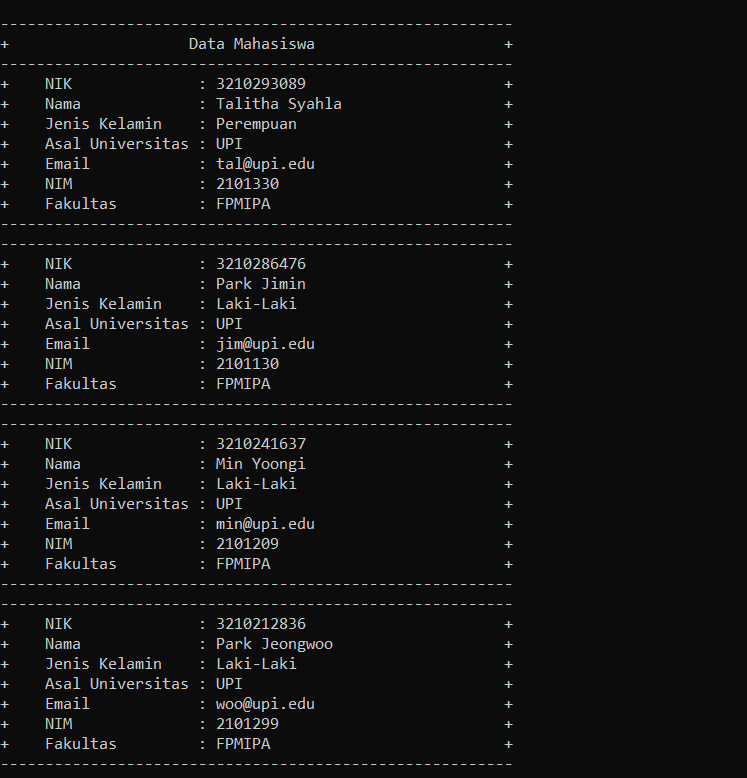 ---------------------------------------------------------
+                    Data Mahasiswa                     +
---------------------------------------------------------
+    NIK              : 3210293089                      +
+    Nama             : Talitha Syahla                  +
+    Jenis Kelamin    : Perempuan                       +
+    Asal Universitas : UPI                             +
+    Email            : tal@upi.edu                     +
+    NIM              : 2101330                         +
+    Fakultas         : FPMIPA                          +
---------------------------------------------------------
---------------------------------------------------------
+    NIK              : 3210286476                      +
+    Nama             : Park Jimin                      +
+    Jenis Kelamin    : Laki-Laki                       +
+    Asal Universitas : UPI                             +
+    Email            : jim@upi.edu                     +
+    NIM              : 2101130                         +
+    Fakultas         : FPMIPA                          +
---------------------------------------------------------
---------------------------------------------------------
+    NIK              : 3210241637                      +
+    Nama             : Min Yoongi                      +
+    Jenis Kelamin    : Laki-Laki                       +
+    Asal Universitas : UPI                             +
+    Email            : min@upi.edu                     +
+    NIM              : 2101209                         +
+    Fakultas         : FPMIPA                          +
---------------------------------------------------------
---------------------------------------------------------
+    NIK              : 3210212836                      +
+    Nama             : Park Jeongwoo                   +
+    Jenis Kelamin    : Laki-Laki                       +
+    Asal Universitas : UPI                             +
+    Email            : woo@upi.edu                     +
+    NIM              : 2101299                         +
+    Fakultas         : FPMIPA                          +
---------------------------------------------------------